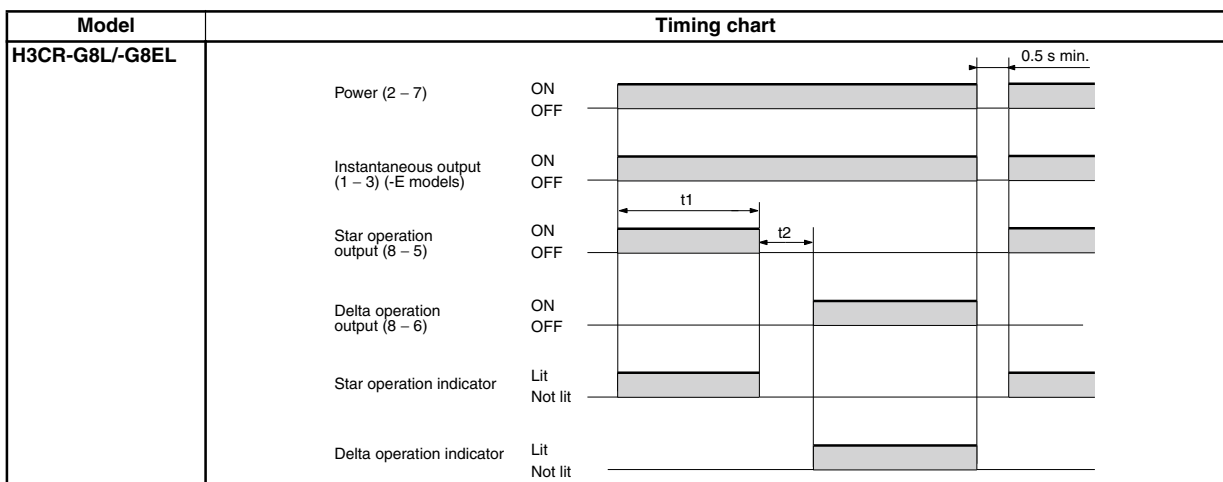 Model
Timing chart
H3CR-G8L/-G8EL
0.5 s min.
Power (2 – 7)
ON
OFF
Instantaneous output
(1 – 3) (-E models)
ON
OFF
t1
Star operation
output (8 – 5)
ON
OFF
t2
Delta operation
output (8 – 6)
ON
OFF
Star operation indicator
Lit
Not lit
Delta operation indicator
Lit
Not lit